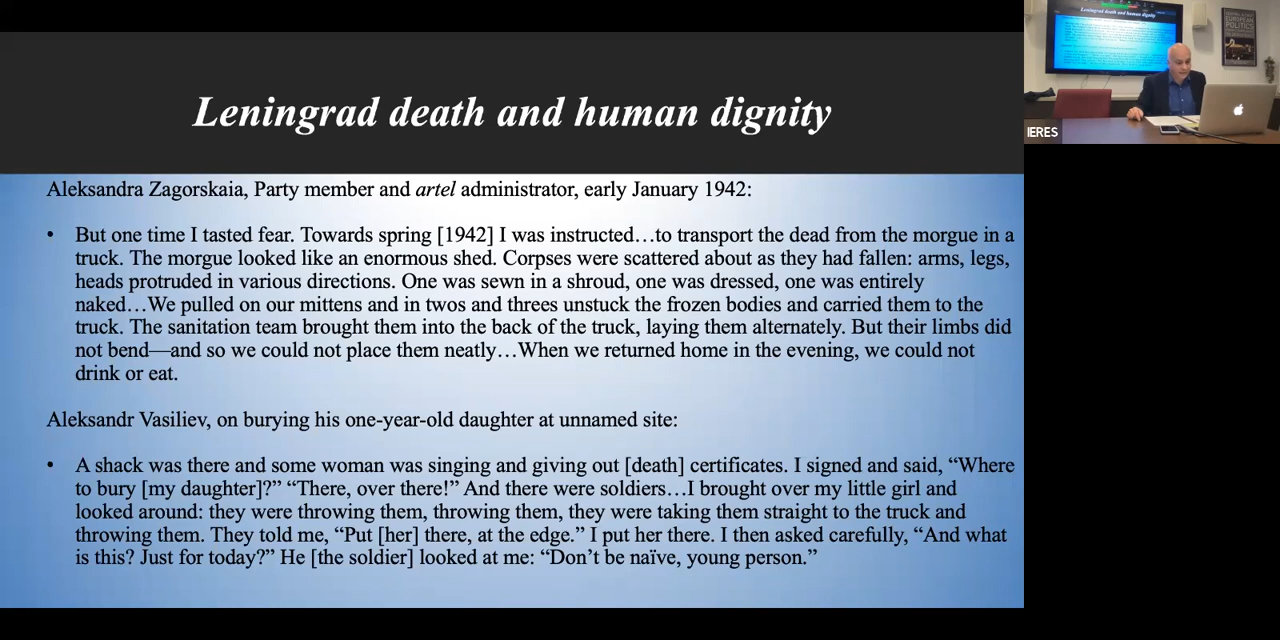 Leningrad death and human dignity
Aleksandra Zagorskaia, Party member and artel administrator, early January 1942:
• But one time I tasted fear. Towards spring [1942] I was instructed…to transport the dead from the morgue in a
truck. The morgue looked like an enormous shed. Corpses were scattered about as they had fallen: arms, legs,
heads protruded in various directions. One was sewn in a shroud, one was dressed, one was entirely
naked…We pulled on our mittens and in twos and threes unstuck the frozen bodies and carried them to the
truck. The sanitation team brought them into the back of the truck, laying them alternately. But their limbs did
not bend—and so we could not place them neatly…When we returned home in the evening, we could not
drink or eat.
Aleksandr Vasiliev, on burying his one-year-old daughter at unnamed site:
• A shack was there and some woman was singing and giving out [death] certificates. I signed and said, “Where
to bury [my daughter]?” “There, over there!” And there were soldiers…I brought over my little girl and
looked around: they were throwing them, throwing them, they were taking them straight to the truck and
throwing them. They told me, “Put [her] there, at the edge.” I put her there. I then asked carefully, “And what
is this? Just for today?” He [the soldier] looked at me: “Don’t be naïve, young person.”
Leningrad death and human dignity
EUROPEAN
POLITICS
IERES